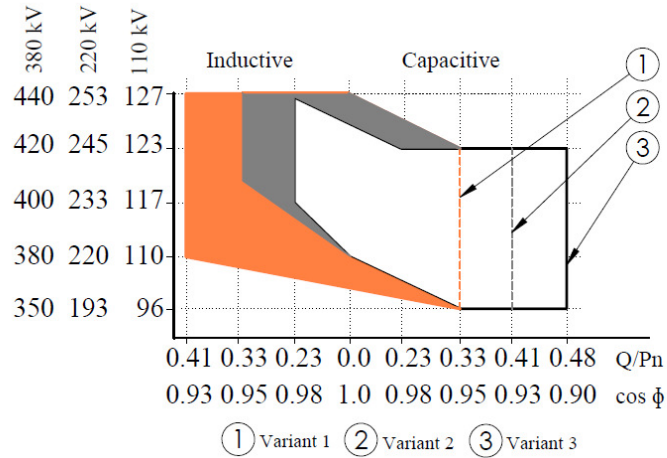 380 kV 220 kV 110 kV
Inductive Capacitive
1
2
3
440 253 127
420 245 123
400 233 117
380 220 110
350 193 96
0.41 0.33 0.23 0.0 0.23 0.33 0.41 0.48 Q/Pn
0.93 0.95 0.98 1.0 0.98 0.95 0.93 0.90 cos ϕ
1 Variant 1 2 Variant 2 3 Variant 3